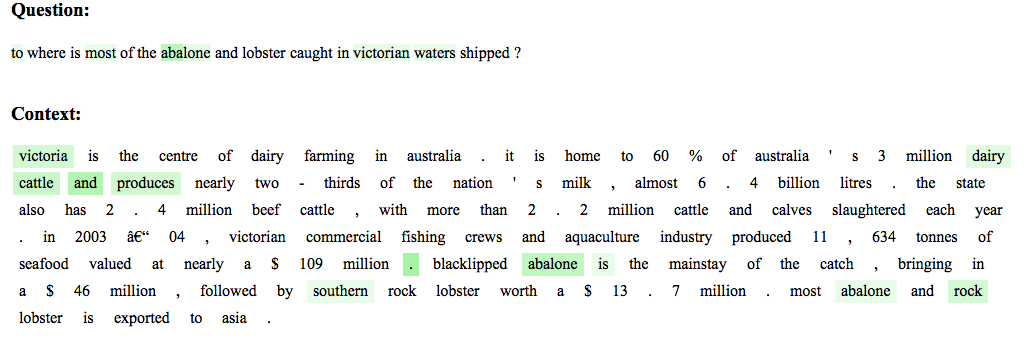 Question:
to where is most of the abalone and lobster caught in victorian waters shipped ?
Context:
victoria is the centre of dairy farming in australia . it is home to 60 % of australia ' s 3 million dairy
cattle and produces nearly two - thirds of the nation ' s milk , almost 6 . 4 billion litres . the state
also has 2 . 4 million beef cattle , with more than 2 . 2 million cattle and calves slaughtered each year
. in 2003 â€“ 04 , victorian commercial fishing crews and aquaculture industry produced 11 , 634 tonnes of
seafood valued at nearly a $ 109 million . blacklipped abalone is the mainstay of the catch , bringing in
a $ 46 million , followed by southern rock lobster worth a $ 13 . 7 million . most abalone and rock
lobster is exported to asia .